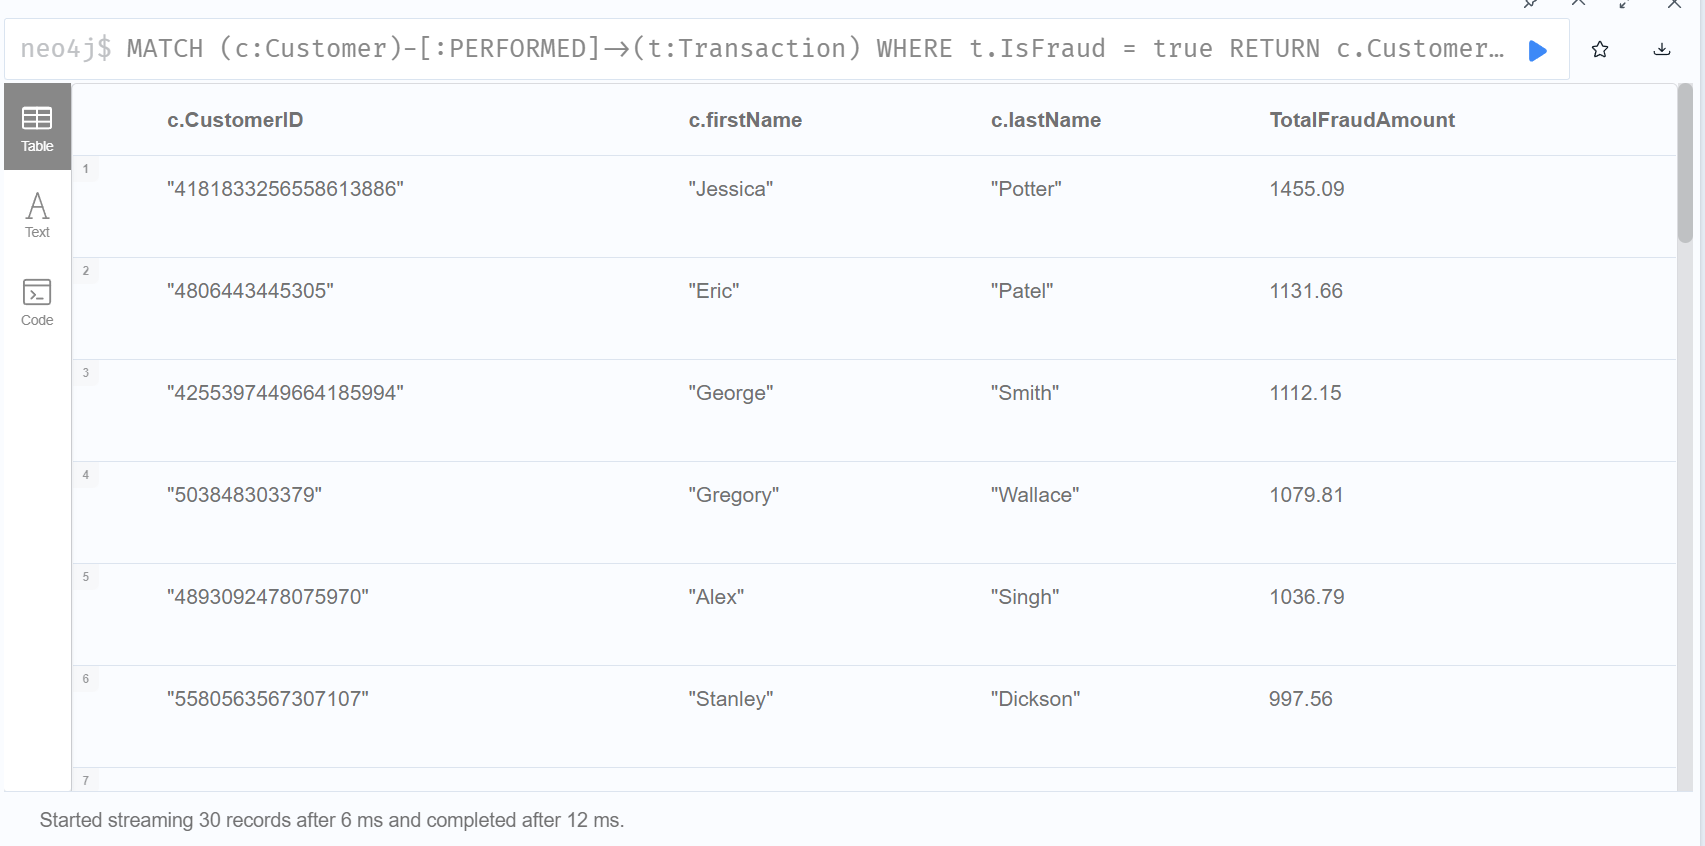 neo4j$ MATCH (c:Customer)-[:PERFORMED]→(t:Transaction) WHERE t.IsFraud = true RETURN c.Customer…
Table
Text
Code
c.CustomerID c.firstName c.lastName TotalFraudAmount
1
"4181833256558613886" "Jessica" "Potter" 1455.09
2
"4806443445305" "Eric" "Patel" 1131.66
3
"4255397449664185994" "George" "Smith" 1112.15
4
"503848303379" "Gregory" "Wallace" 1079.81
5
"4893092478075970" "Alex" "Singh" 1036.79
6
"5580563567307107" "Stanley" "Dickson" 997.56
7
Started streaming 30 records after 6 ms and completed after 12 ms.